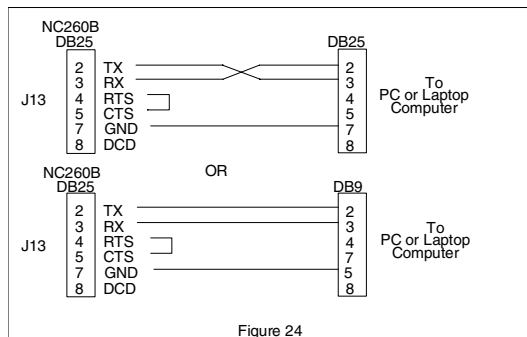 NC260B
DB25 DB25
2 TX 2
3 RX 3
J13 4 RTS 4 To
5 CTS 5 PC or Laptop
7 GND 7 Computer
8 DCD 8
OR
NC260B
DB25 DB9
2 TX 2
3 RX 3 To
J13 4 RTS 4 PC or Laptop
5 CTS 7 Computer
7 GND 5
8 DCD 8
Figure 24